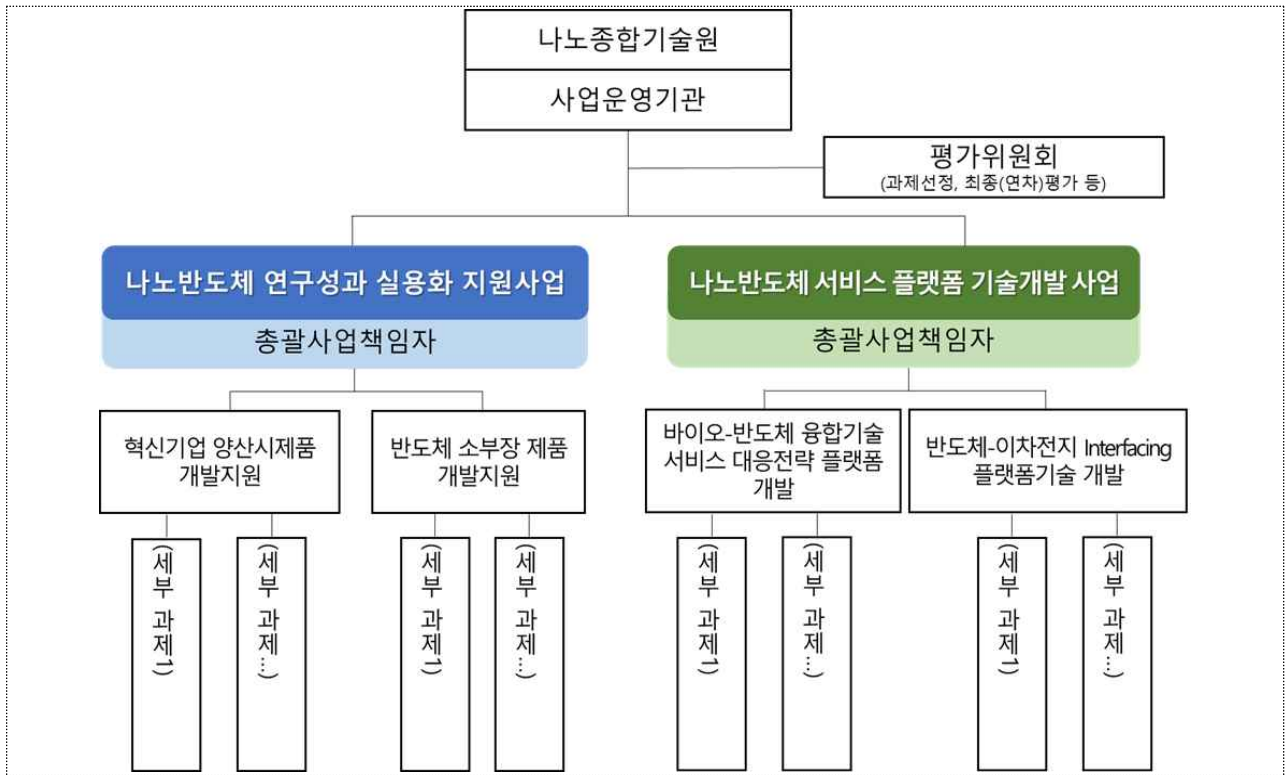 나노종합기술원
사업운영기관
평가위원회
(과제선정, 최종(연차)평가 등)
나노반도체 연구성과 실용화 지원사업
총괄사업책임자
나노반도체 서비스 플랫폼 기술개발 사업
총괄사업책임자
혁신기업 양산시제품
개발지원
반도체 소부장 제품
개발지원
바이오-반도체 융합기술
서비스 대응전략 플랫폼
개발
반도체-이차전지 Interfacing
플랫폼기술 개발
(세부 과제1)
(세부 과제...)
(세부 과제1)
(세부 과제...)
(세부 과제1)
(세부 과제...)
(세부 과제1)
(세부 과제...)